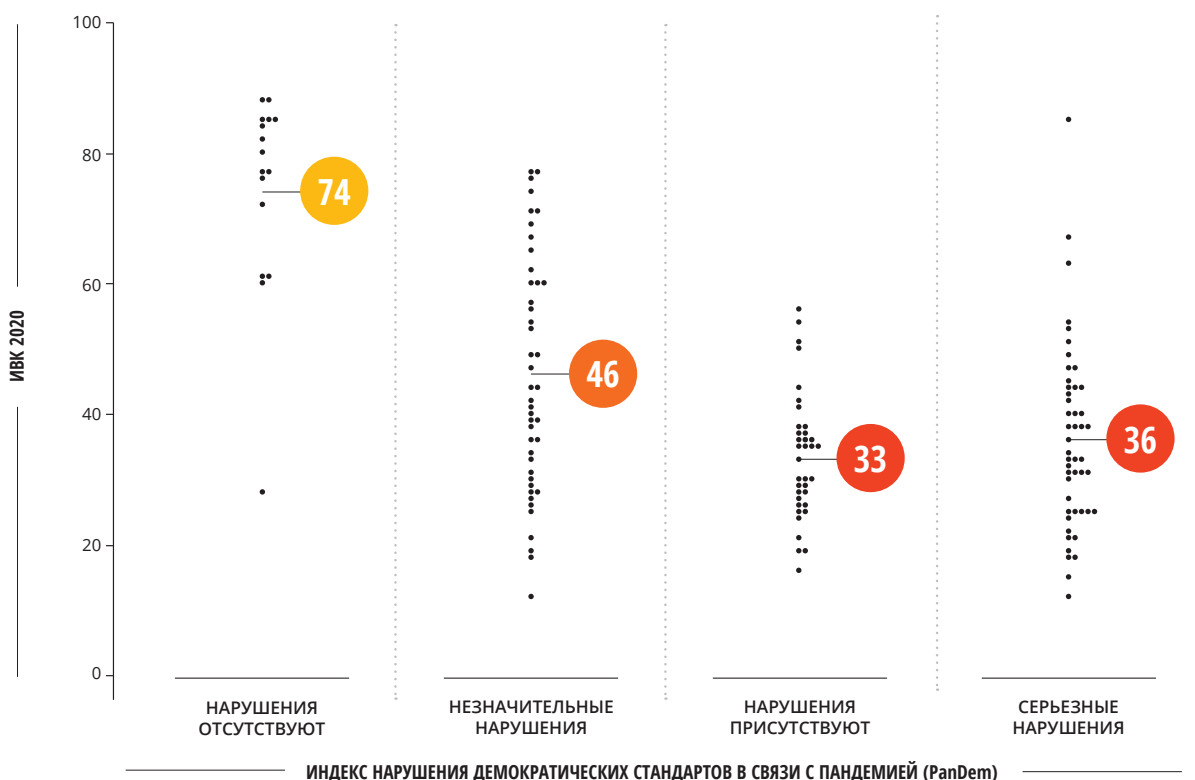 100
80
60
40
20
0
ИВК 2020
74
46
33
36
НАРУШЕНИЯ
ОТСУТСТВУЮТ
НЕЗНАЧИТЕЛЬНЫЕ
НАРУШЕНИЯ
НАРУШЕНИЯ
ПРИСУТСТВУЮТ
СЕРЬЕЗНЫЕ
НАРУШЕНИЯ
ИНДЕКС НАРУШЕНИЯ ДЕМОКРАТИЧЕСКИХ СТАНДАРТОВ В СВЯЗИ С ПАНДЕМИЕЙ (PanDem)